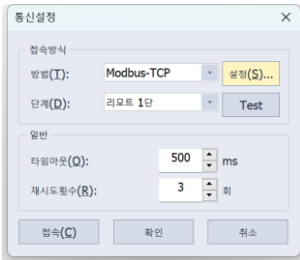 통신설정
접속방식
방법(T): Modbus-TCP 설정(S)...
단계(D): 리모트 1단 Test
일반
타임아웃(O): 500 ms
재시도횟수(R): 3 회
접속(C) 확인 취소